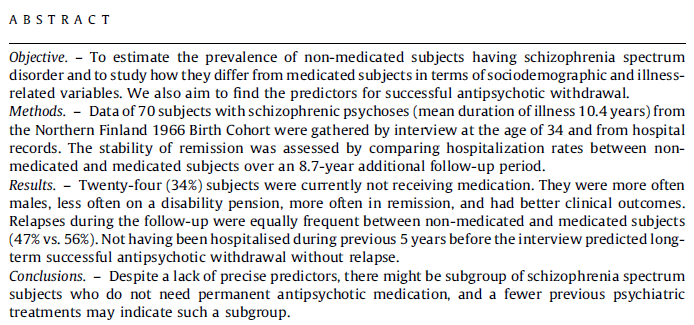 A B S T R A C T
Objective. – To estimate the prevalence of non-medicated subjects having schizophrenia spectrum
disorder and to study how they differ from medicated subjects in terms of sociodemographic and illness-
related variables. We also aim to find the predictors for successful antipsychotic withdrawal.
Methods. – Data of 70 subjects with schizophrenic psychoses (mean duration of illness 10.4 years) from
the Northern Finland 1966 Birth Cohort were gathered by interview at the age of 34 and from hospital
records. The stability of remission was assessed by comparing hospitalization rates between non-
medicated and medicated subjects over an 8.7-year additional follow-up period.
Results. – Twenty-four (34%) subjects were currently not receiving medication. They were more often
males, less often on a disability pension, more often in remission, and had better clinical outcomes.
Relapses during the follow-up were equally frequent between non-medicated and medicated subjects
(47% vs. 56%). Not having been hospitalised during previous 5 years before the interview predicted long-
term successful antipsychotic withdrawal without relapse.
Conclusions. – Despite a lack of precise predictors, there might be subgroup of schizophrenia spectrum
subjects who do not need permanent antipsychotic medication, and a fewer previous psychiatric
treatments may indicate such a subgroup.